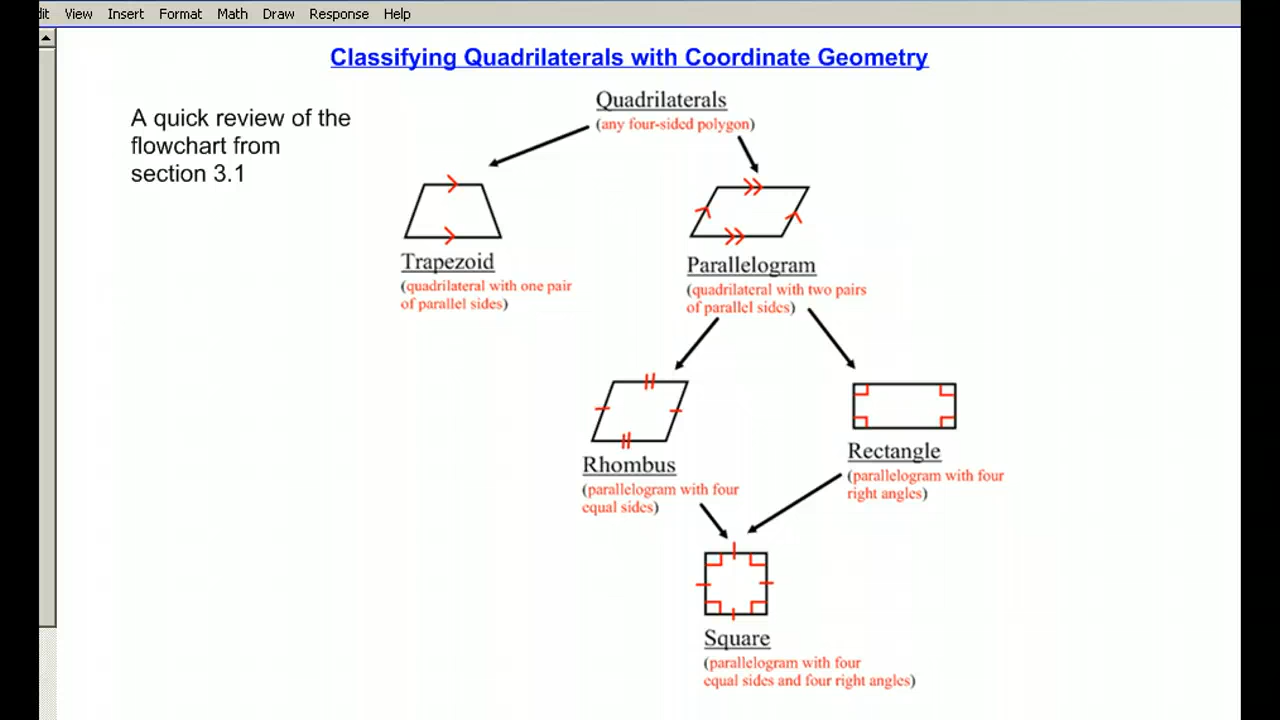 dit View Insert Format Math Draw Response Help
Classifying Quadrilaterals with Coordinate Geometry
A quick review of the
flowchart from
section 3.1
Quadrilaterals
(any four-sided polygon)
Trapezoid
(quadrilateral with one pair
of parallel sides)
Parallelogram
(quadrilateral with two pairs
of parallel sides)
Rhombus
(parallelogram with four
equal sides)
Rectangle
(parallelogram with four
right angles)
Square
(parallelogram with four
equal sides and four right angles)